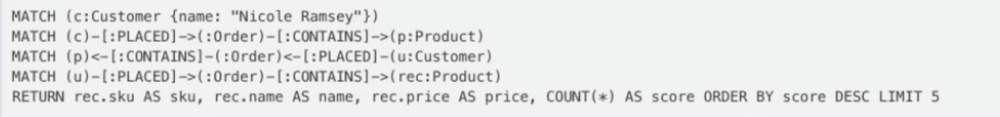 MATCH (c:Customer {name: "Nicole Ramsey"})
MATCH (c)-[:PLACED]->(:Order)-[:CONTAINS]->(p:Product)
MATCH (p)<-[:CONTAINS]-(:Order)<-[:PLACED]-(u:Customer)
MATCH (u)-[:PLACED]->(:Order)-[:CONTAINS]->(rec:Product)
RETURN rec.sku AS sku, rec.name AS name, rec.price AS price, COUNT(*) AS score ORDER BY score DESC LIMIT 5